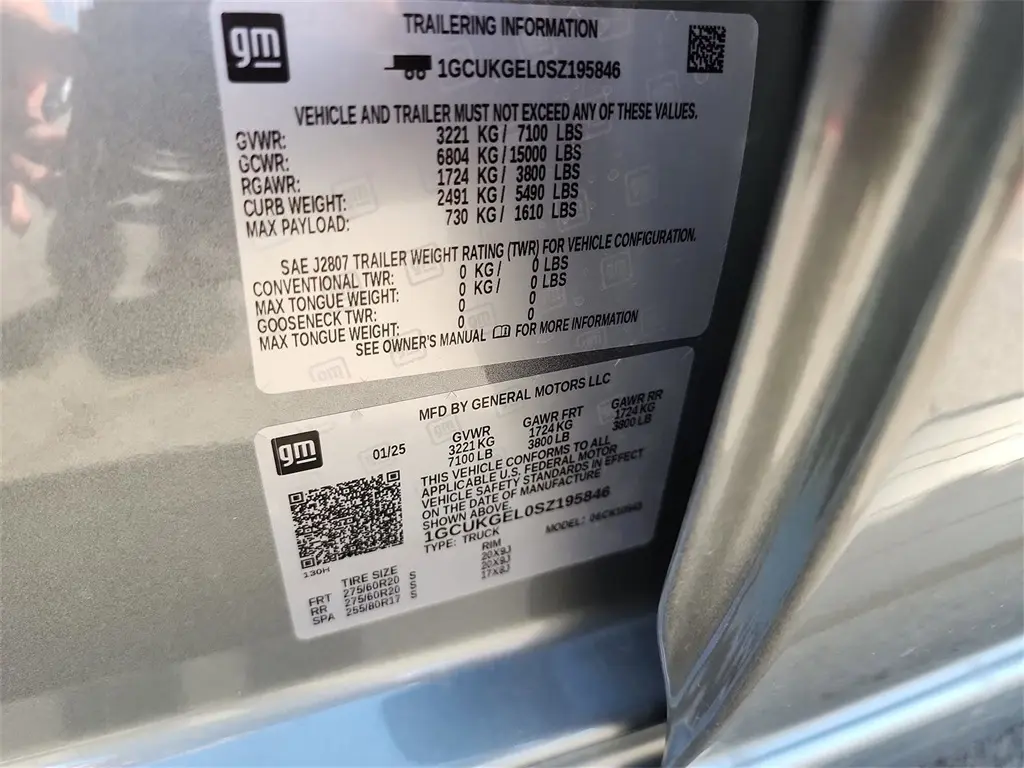 gm
TRAILERING INFORMATION
1GCUKGEL0SZ195846
VEHICLE AND TRAILER MUST NOT EXCEED ANY OF THESE VALUES.
GVWR: 3221 KG / 7100 LBS
GCWR: 6804 KG / 15000 LBS
RGAWR: 1724 KG / 3800 LBS
CURB WEIGHT: 2491 KG / 5490 LBS
MAX PAYLOAD: 730 KG / 1610 LBS
SAE J2807 TRAILER WEIGHT RATING (TWR) FOR VEHICLE CONFIGURATION.
CONVENTIONAL TWR: 0 KG / 0 LBS
MAX TONGUE WEIGHT: 0 KG / 0 LBS
GOOSENECK TWR: 0 0
MAX TONGUE WEIGHT: 0 0
SEE OWNER'S MANUAL FOR MORE INFORMATION
gm
MFD BY GENERAL MOTORS LLC
01/25
GVWR GAWR FRT GAWR RR
3221 KG 1724 KG 1724 KG
7100 LB 3800 LB 3800 LB
THIS VEHICLE CONFORMS TO ALL
APPLICABLE U.S. FEDERAL MOTOR
VEHICLE SAFETY STANDARDS IN EFFECT
ON THE DATE OF MANUFACTURE
SHOWN ABOVE.
1GCUKGEL0SZ195846
TYPE: TRUCK MODEL:
130H
TIRE SIZE RIM
FRT 275/60R20 S 20X9J
RR 275/60R20 S 20X9J
SPA 255/80R17 S 17X8J